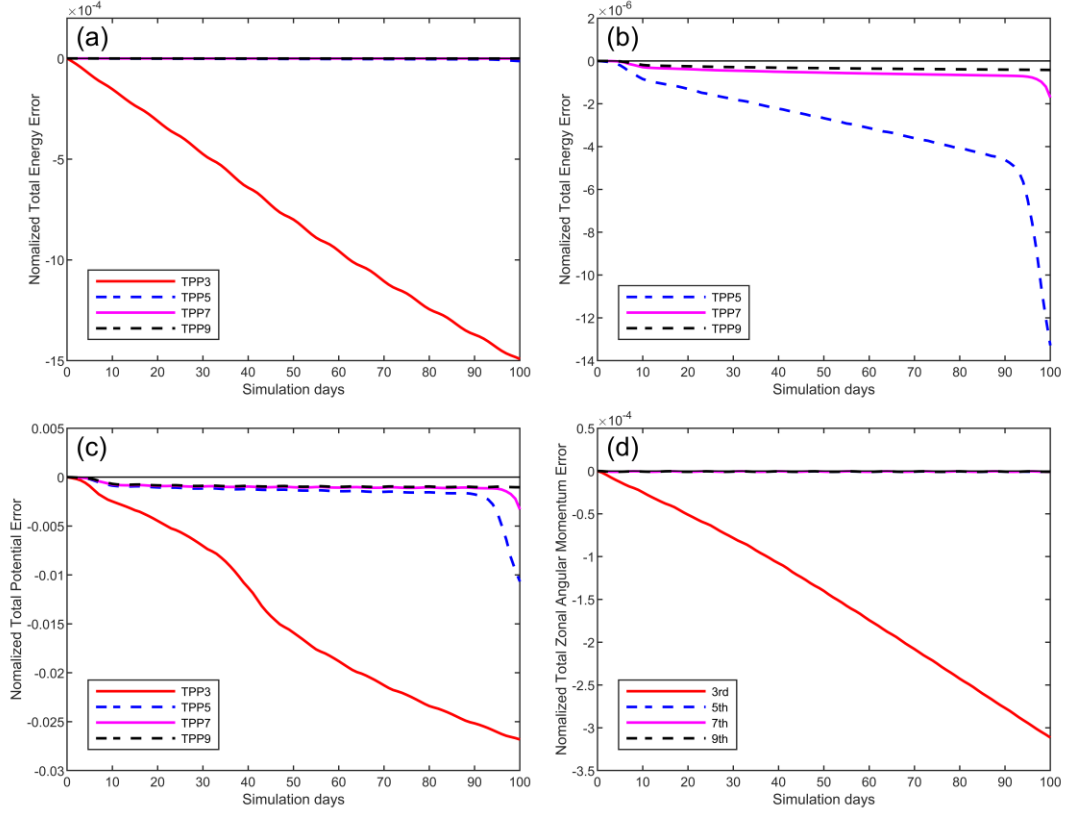 (a)
×10⁻⁴
Nomalized Total Energy Error
0
-5
-10
-15
TPP3
TPP5
TPP7
TPP9
0 10 20 30 40 50 60 70 80 90 100
Simulation days
(b)
×10⁻⁶
Nomalized Total Energy Error
2
0
-2
-4
-6
-8
-10
-12
-14
TPP5
TPP7
TPP9
0 10 20 30 40 50 60 70 80 90 100
Simulation days
(c)
Nomalized Total Potential Error
0.005
0
-0.005
-0.01
-0.015
-0.02
-0.025
-0.03
TPP3
TPP5
TPP7
TPP9
0 10 20 30 40 50 60 70 80 90 100
Simulation days
(d)
×10⁻⁴
Nomalized Total Zonal Angular Momentum Error
0.5
0
-0.5
-1
-1.5
-2
-2.5
-3
-3.5
3rd
5th
7th
9th
0 10 20 30 40 50 60 70 80 90 100
Simulation days